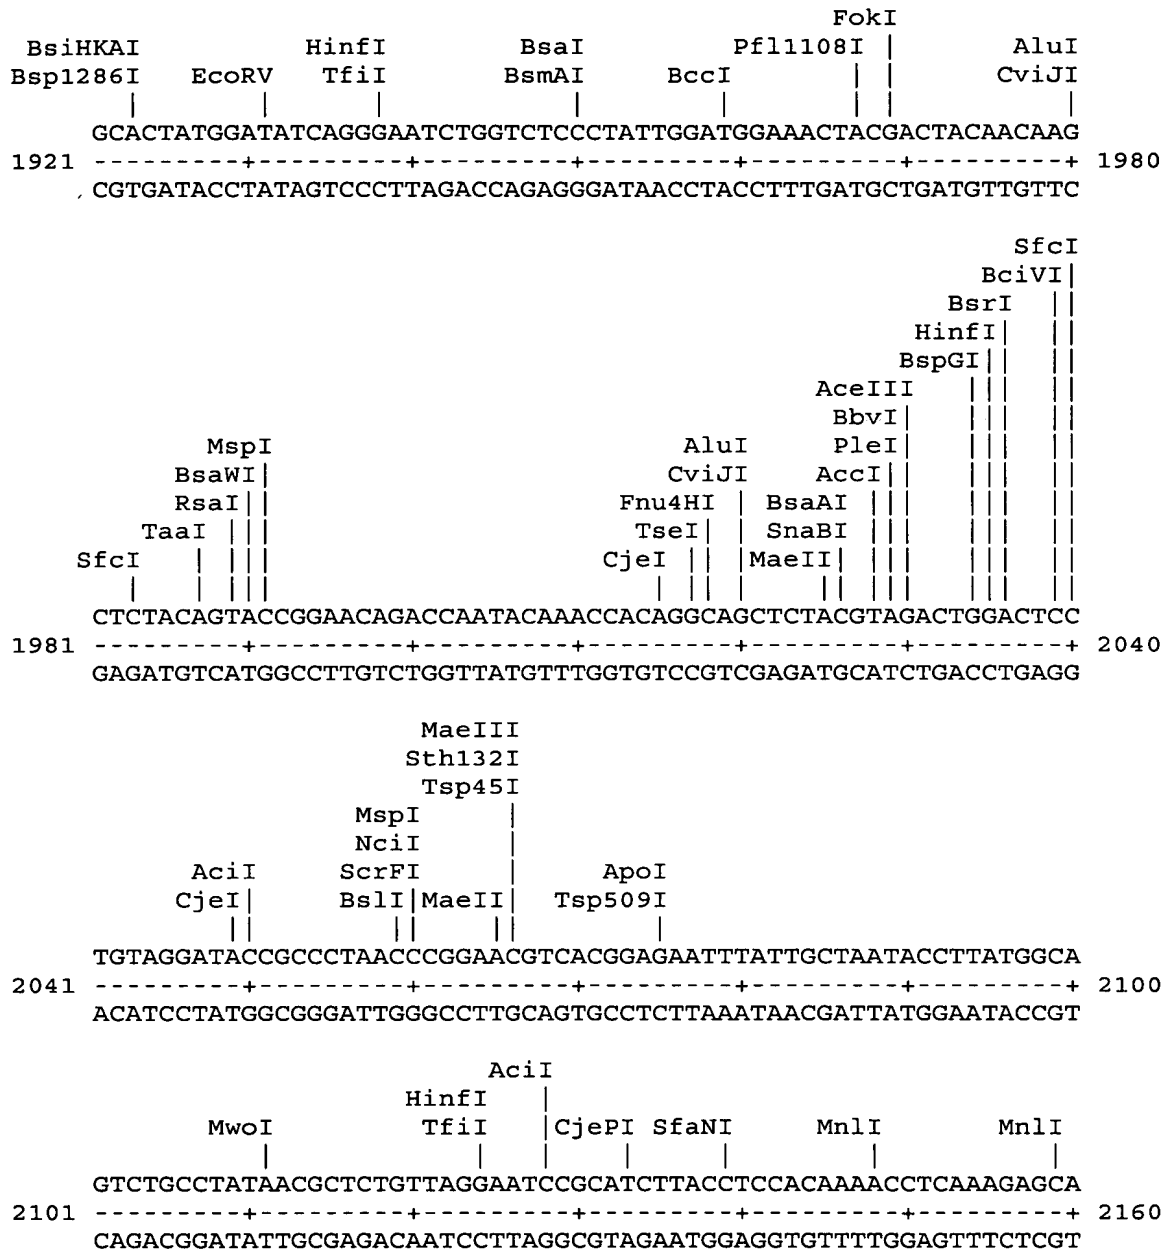 FokI
BsiHKAI HinfI BsaI Pfl1108I AluI
Bsp1286I EcoRV TfiI BsmAI BccI CviJI
GCACTATGGATATCAGGGAATCTGGTCTCCCTATTGGATGGAAACTACGACTACAACAAG
1921 ---------+---------+---------+---------+---------+---------+ 1980
CGTGATACCTATAGTCCCTTAGACCAGAGGGATAACCTACCTTTGATGCTGATGTTGTTC
SfcI
BciVI
BsrI
HinfI
BspGI
AceIII
BbvI
MspI AluI PleI
BsaWI CviJI AccI
RsaI Fnu4HI BsaAI
TaaI TseI SnaBI
SfcI CjeI MaeII
CTCTACAGTACCGGAACAGACCAATACAAACCACAGGCAGCTCTACGTAGACTGGACTCC
1981 ---------+---------+---------+---------+---------+---------+ 2040
GAGATGTCATGGCCTTGTCTGGTTATGTTTGGTGTCCGTCGAGATGCATCTGACCTGAGG
MaeIII
Sth132I
Tsp45I
MspI
NciI
AciI ScrFI ApoI
CjeI BslI MaeII Tsp509I
TGTAGGATACCGCCCTAACCCGGAACGTCACGGAGAATTTATTGCTAATACCTTATGGCA
2041 ---------+---------+---------+---------+---------+---------+ 2100
ACATCCTATGGCGGGATTGGGCCTTGCAGTGCCTCTTAAATAACGATTATGGAATACCGT
AciI
HinfI
MwoI TfiI CjePI SfaNI MnlI MnlI
GTCTGCCTATAACGCTCTGTTAGGAATCCGCATCTTACCTCCACAAAACCTCAAAGAGCA
2101 ---------+---------+---------+---------+---------+---------+ 2160
CAGACGGATATTGCGAGACAATCCTTAGGCGTAGAATGGAGGTGTTTTGGAGTTTCTCGT